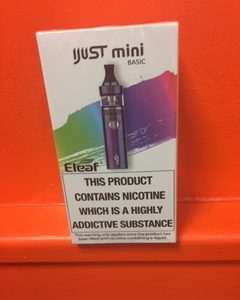 iJUST mini
BASIC
Eleaf
THIS PRODUCT
CONTAINS NICOTINE
WHICH IS A HIGHLY
ADDICTIVE SUBSTANCE
This warning only applies once the product has
been filled with nicotine containing e-liquid.